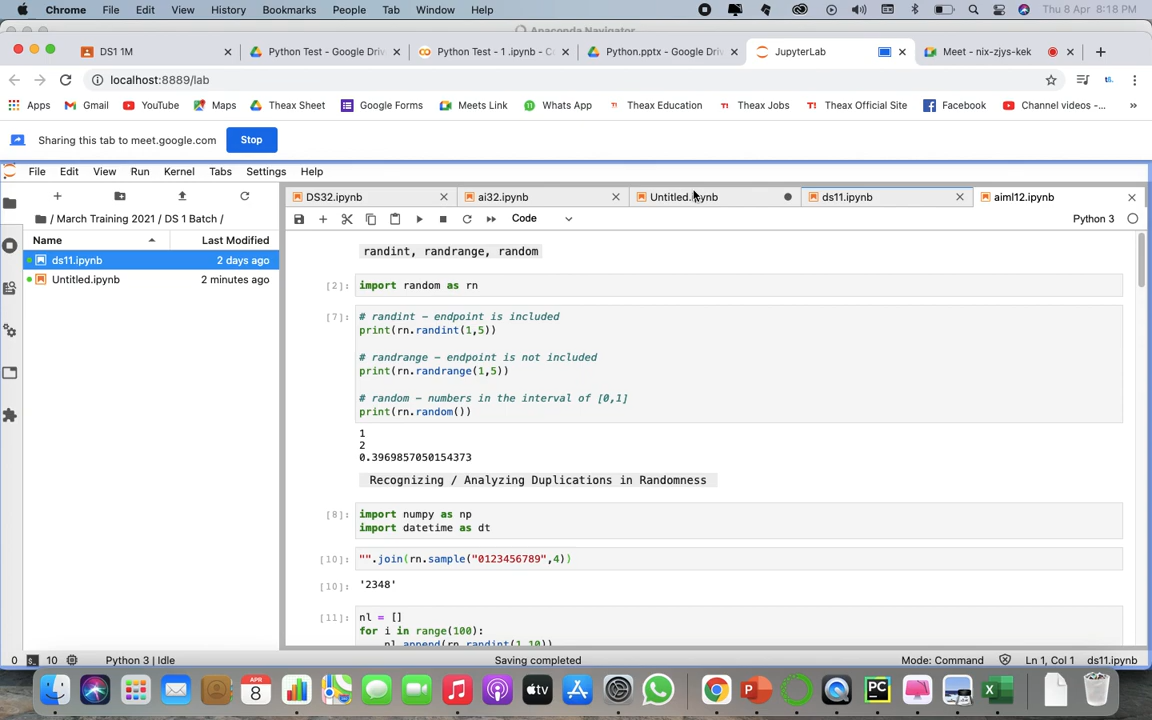 Chrome File Edit View History Bookmarks People Tab Window Help Thu 8 Apr 8:18 PM
Anaconda Navigator
DS1 1M
Python Test - Google Driv
Python Test - 1 .ipynb - C
Python.pptx - Google Driv
JupyterLab
Meet - nix-zjys-kek
localhost:8889/lab
Apps Gmail YouTube Maps Theax Sheet Google Forms Meets Link Whats App Theax Education Theax Jobs Theax Official Site Facebook Channel videos -... »
Sharing this tab to meet.google.com Stop
File Edit View Run Kernel Tabs Settings Help
DS32.ipynb
ai32.ipynb
Untitled.ipynb
ds11.ipynb
aiml12.ipynb
/ March Training 2021 / DS 1 Batch /
Code
Python 3
Name Last Modified
ds11.ipynb 2 days ago
Untitled.ipynb 2 minutes ago
randint, randrange, random
[2]: import random as rn
[7]: # randint – endpoint is included
print(rn.randint(1,5))
# randrange – endpoint is not included
print(rn.randrange(1,5))
# random – numbers in the interval of [0,1]
print(rn.random())
1
2
0.3969857050154373
Recognizing / Analyzing Duplications in Randomness
[8]: import numpy as np
import datetime as dt
[10]: "".join(rn.sample("0123456789",4))
[10]: '2348'
[11]: nl = []
for i in range(100):
nl.append(rn.randint(1,10))
0 10 Python 3 | Idle Saving completed Mode: Command Ln 1, Col 1 ds11.ipynb
APR
8
tv
P
PC
X